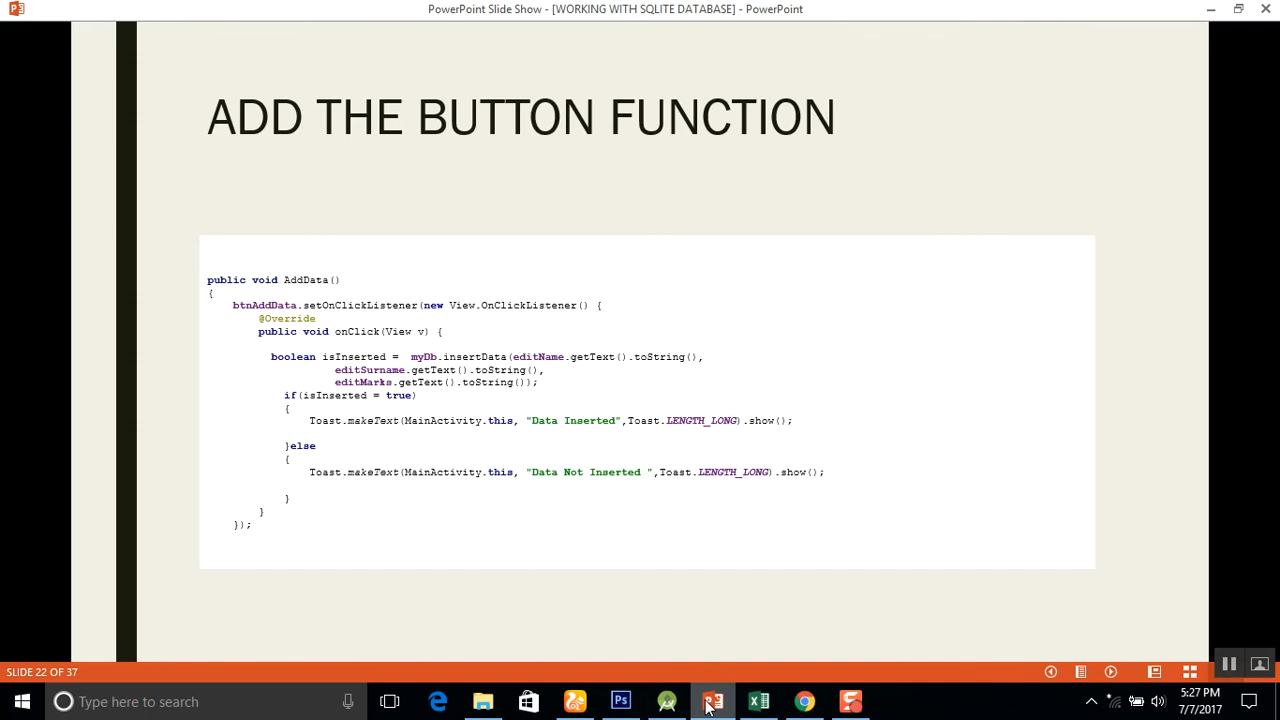 PowerPoint Slide Show - [WORKING WITH SQLITE DATABASE] - PowerPoint
ADD THE BUTTON FUNCTION
public void AddData()
{
btnAddData.setOnClickListener(new View.OnClickListener() {
@Override
public void onClick(View v) {
boolean isInserted = myDb.insertData(editName.getText().toString(),
editSurname.getText().toString(),
editMarks.getText().toString());
if(isInserted = true)
{
Toast.makeText(MainActivity.this, "Data Inserted",Toast.LENGTH_LONG).show();
}else
{
Toast.makeText(MainActivity.this, "Data Not Inserted ",Toast.LENGTH_LONG).show();
}
}
});
SLIDE 22 OF 37
Type here to search
Ps
5:27 PM
7/7/2017